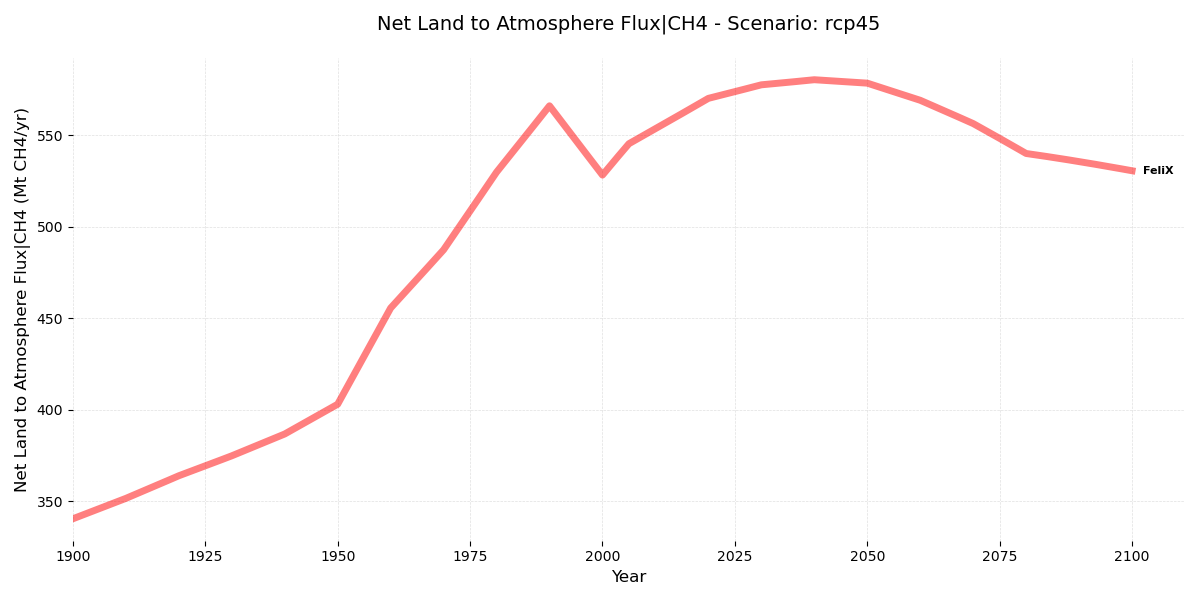 Net Land to Atmosphere Flux|CH4 - Scenario: rcp45
Net Land to Atmosphere Flux|CH4 (Mt CH4/yr)
550
500
450
400
350
FeliX
1900 1925 1950 1975 2000 2025 2050 2075 2100
Year